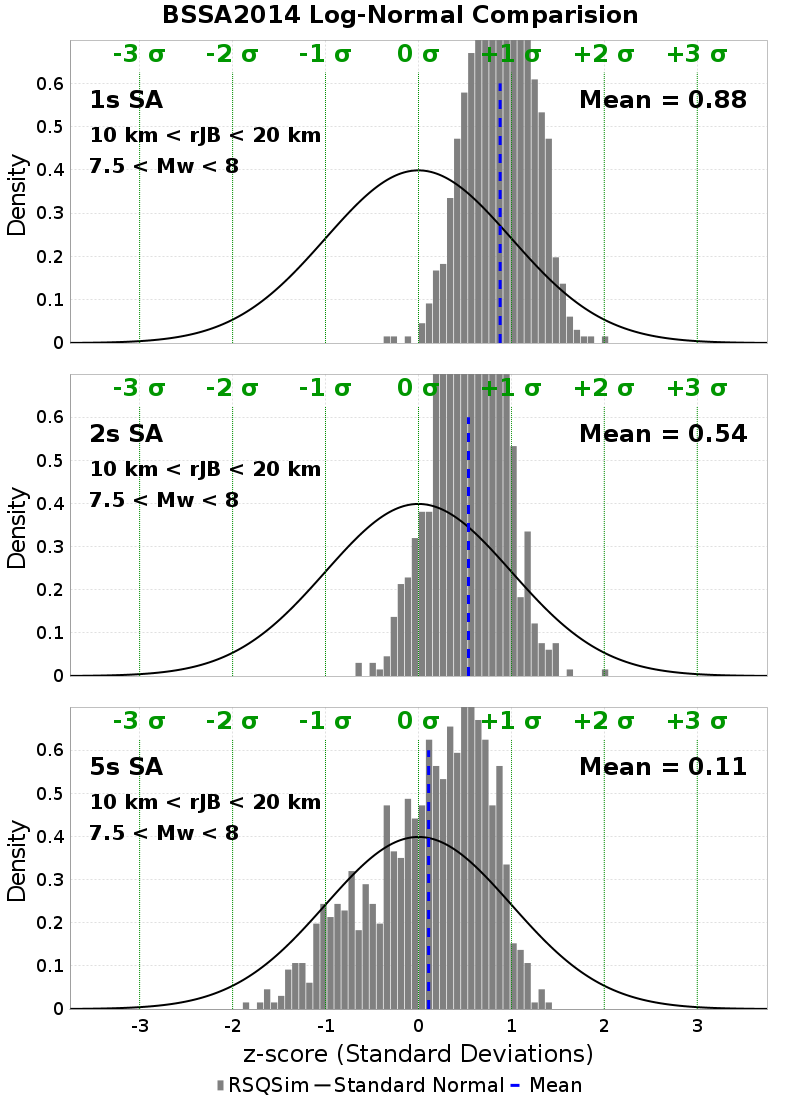 BSSA2014 Log-Normal Comparision
-3 σ -2 σ -1 σ 0 σ +1 σ +2 σ +3 σ
1s SA Mean = 0.88
10 km < rJB < 20 km
7.5 < Mw < 8
Density
0.6
0.5
0.4
0.3
0.2
0.1
0
-3 σ -2 σ -1 σ 0 σ +1 σ +2 σ +3 σ
2s SA Mean = 0.54
10 km < rJB < 20 km
7.5 < Mw < 8
Density
0.6
0.5
0.4
0.3
0.2
0.1
0
-3 σ -2 σ -1 σ 0 σ +1 σ +2 σ +3 σ
5s SA Mean = 0.11
10 km < rJB < 20 km
7.5 < Mw < 8
Density
0.6
0.5
0.4
0.3
0.2
0.1
0
-3 -2 -1 0 1 2 3
z-score (Standard Deviations)
RSQSim Standard Normal Mean